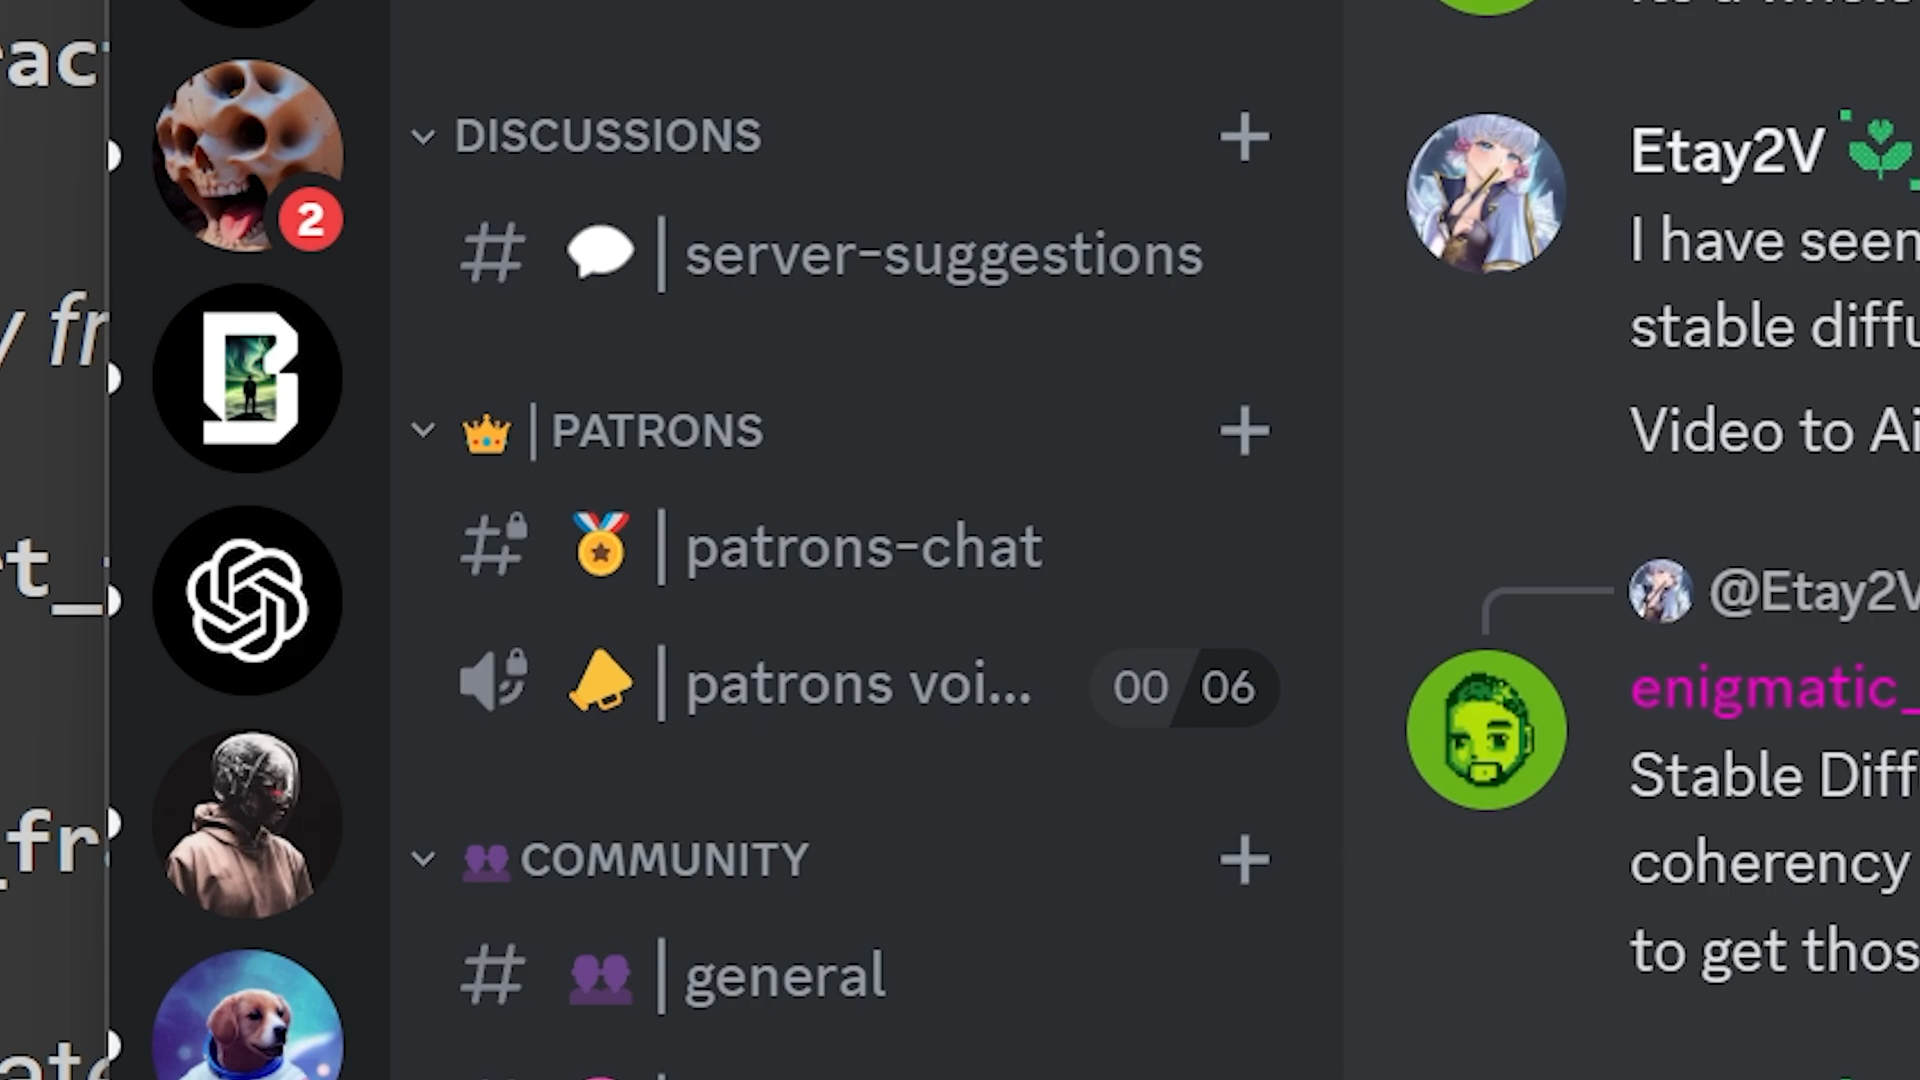 2
DISCUSSIONS
server-suggestions
PATRONS
patrons-chat
patrons voi...
00 06
COMMUNITY
general
Etay2V
I have seen
stable diffu
Video to Ai
@Etay2V
enigmatic_
Stable Diff
coherency
to get thos